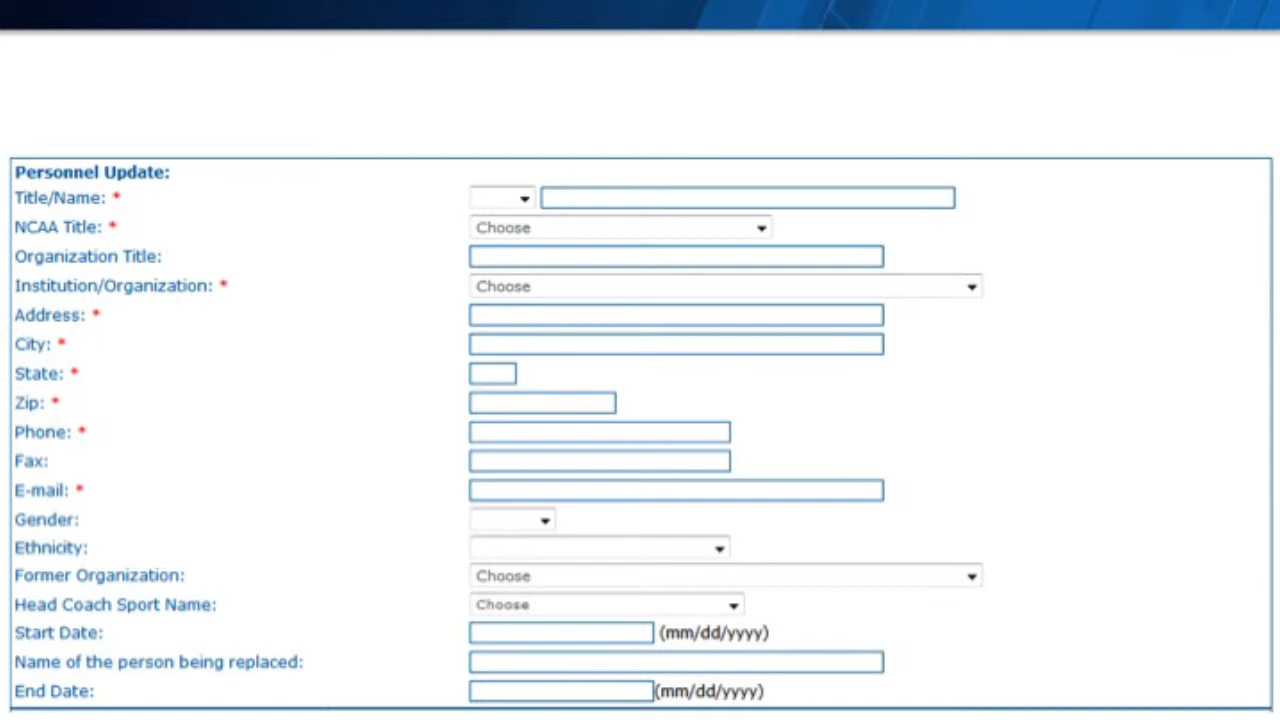 Personnel Update:
Title/Name: *
NCAA Title: * Choose
Organization Title:
Institution/Organization: * Choose
Address: *
City: *
State: *
Zip: *
Phone: *
Fax:
E-mail: *
Gender:
Ethnicity:
Former Organization: Choose
Head Coach Sport Name: Choose
Start Date: (mm/dd/yyyy)
Name of the person being replaced:
End Date: (mm/dd/yyyy)